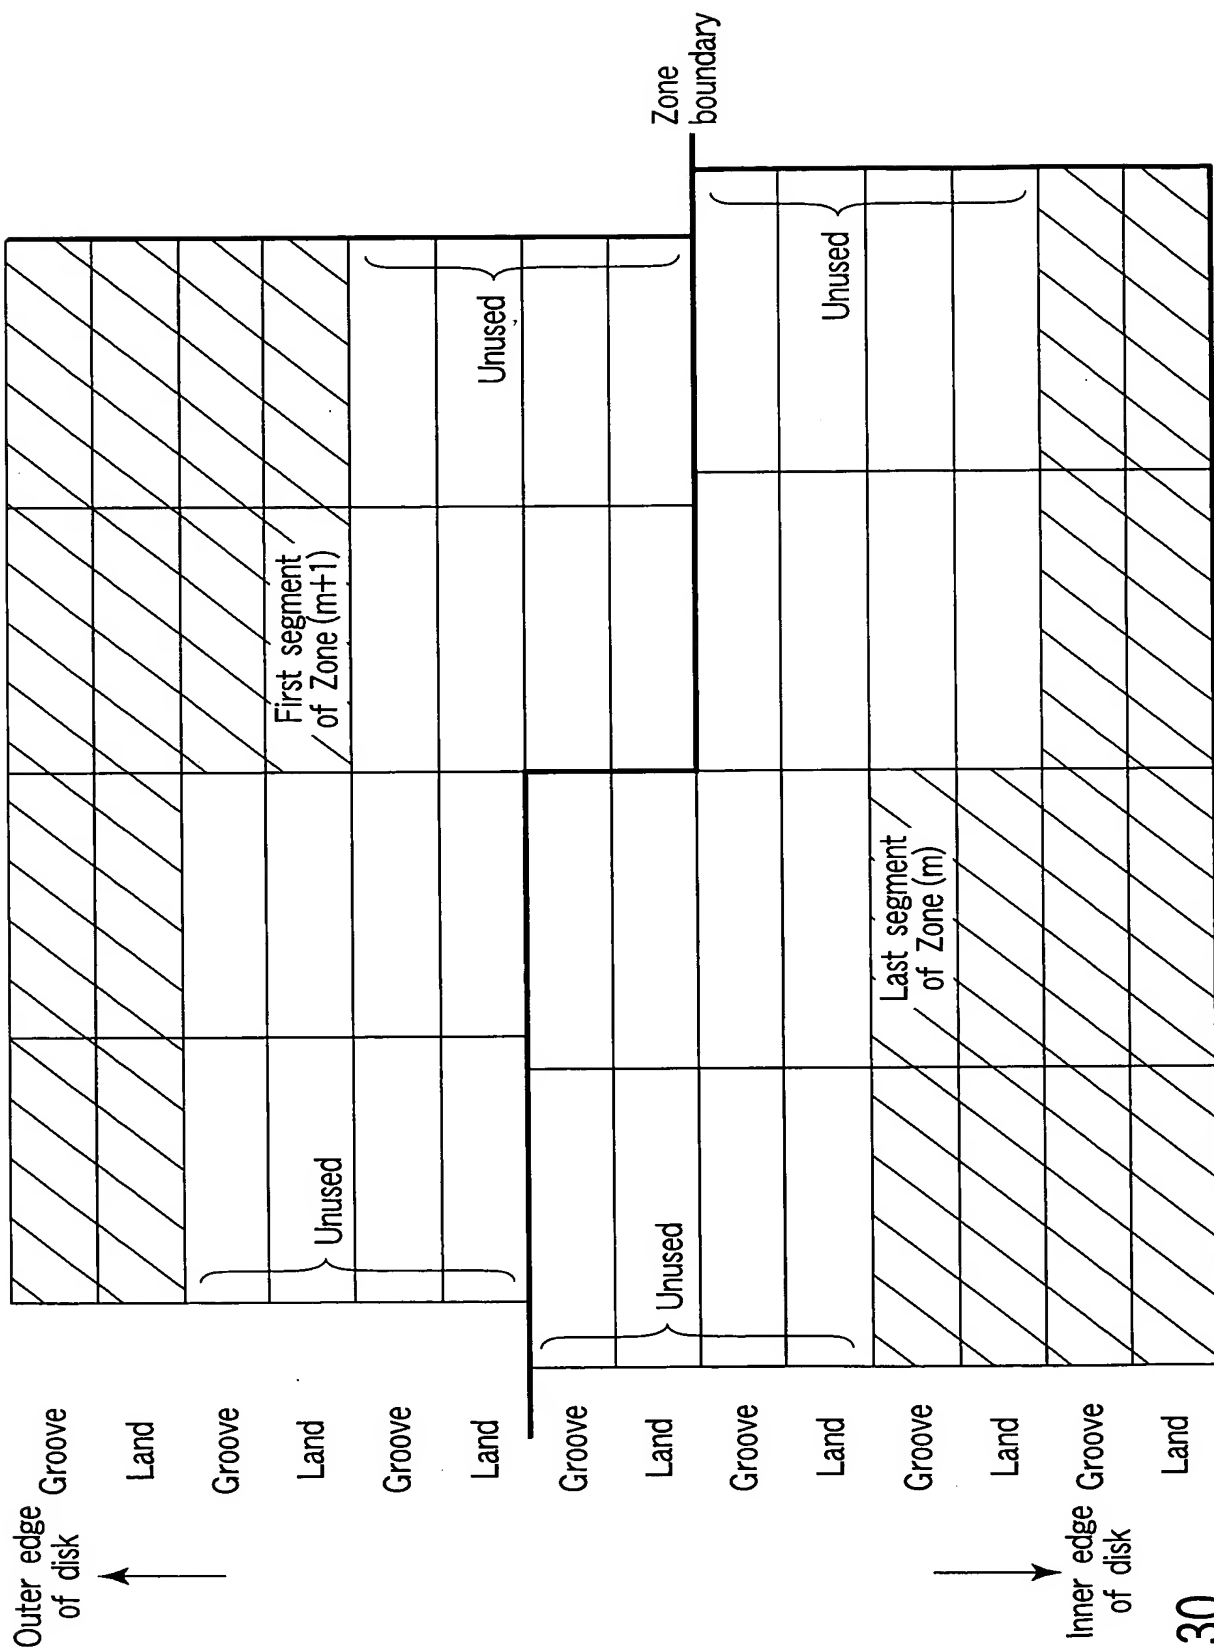 Outer edge
of disk
Groove
Land
Groove
Land
Groove
Land
Groove
Land
Groove
Land
Groove
Land
Groove
Land
Inner edge
of disk
Unused
First segment
of Zone (m+1)
Unused
Zone
boundary
Unused
Unused
Last segment
of Zone (m)
30